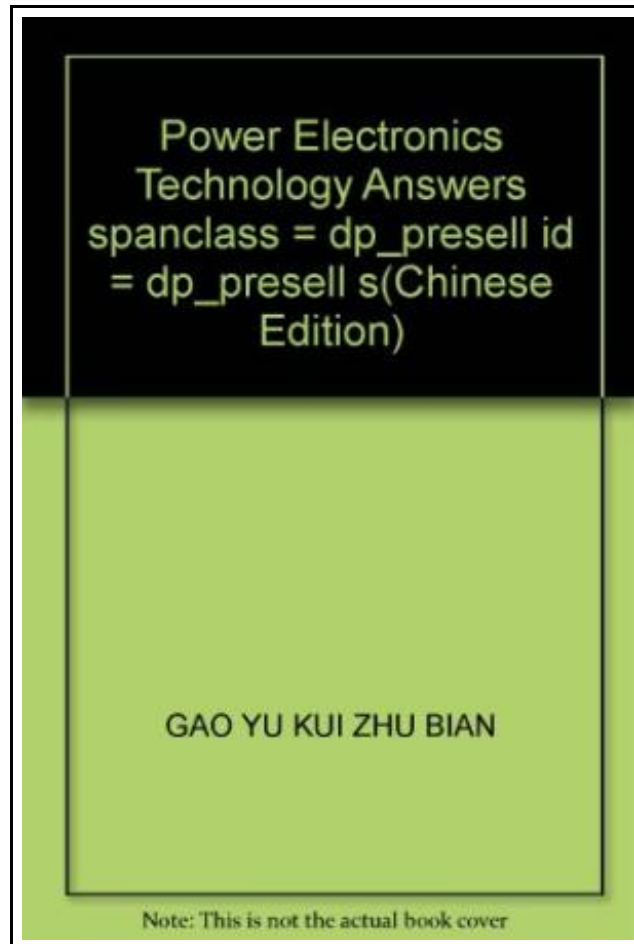 Power Electronics
Technology Answers
spanclass = dp_presell id
= dp_presell s(Chinese
Edition)
GAO YU KUI ZHU BIAN
Note: This is not the actual book cover